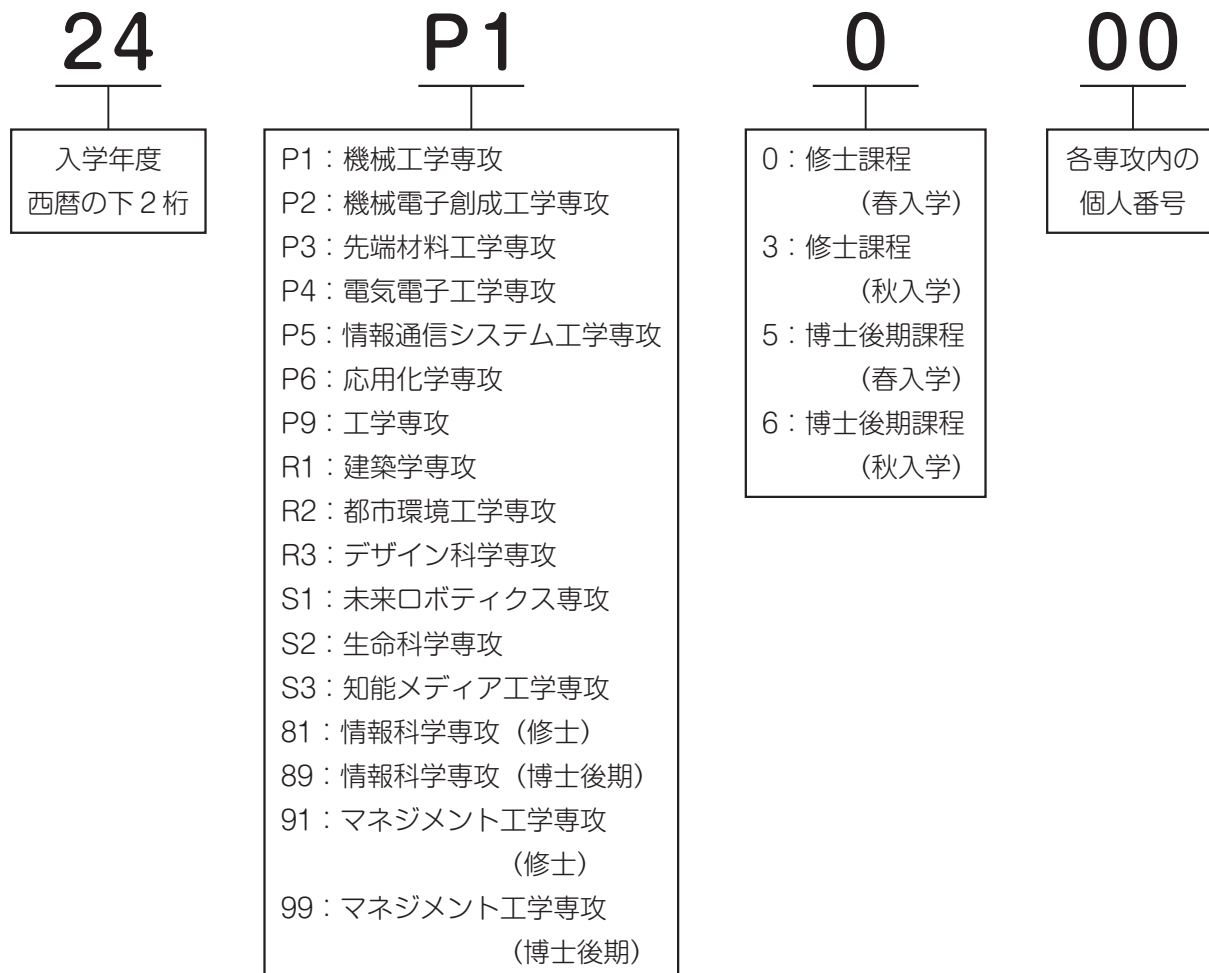 24 P1 0 00
入学年度
西暦の下2桁
P1：機械工学専攻
P2：機械電子創成工学専攻
P3：先端材料工学専攻
P4：電気電子工学専攻
P5：情報通信システム工学専攻
P6：応用化学専攻
P9：工学専攻
R1：建築学専攻
R2：都市環境工学専攻
R3：デザイン科学専攻
S1：未来ロボティクス専攻
S2：生命科学専攻
S3：知能メディア工学専攻
81：情報科学専攻（修士）
89：情報科学専攻（博士後期）
91：マネジメント工学専攻
（修士）
99：マネジメント工学専攻
（博士後期）
0：修士課程
（春入学）
3：修士課程
（秋入学）
5：博士後期課程
（春入学）
6：博士後期課程
（秋入学）
各専攻内の
個人番号